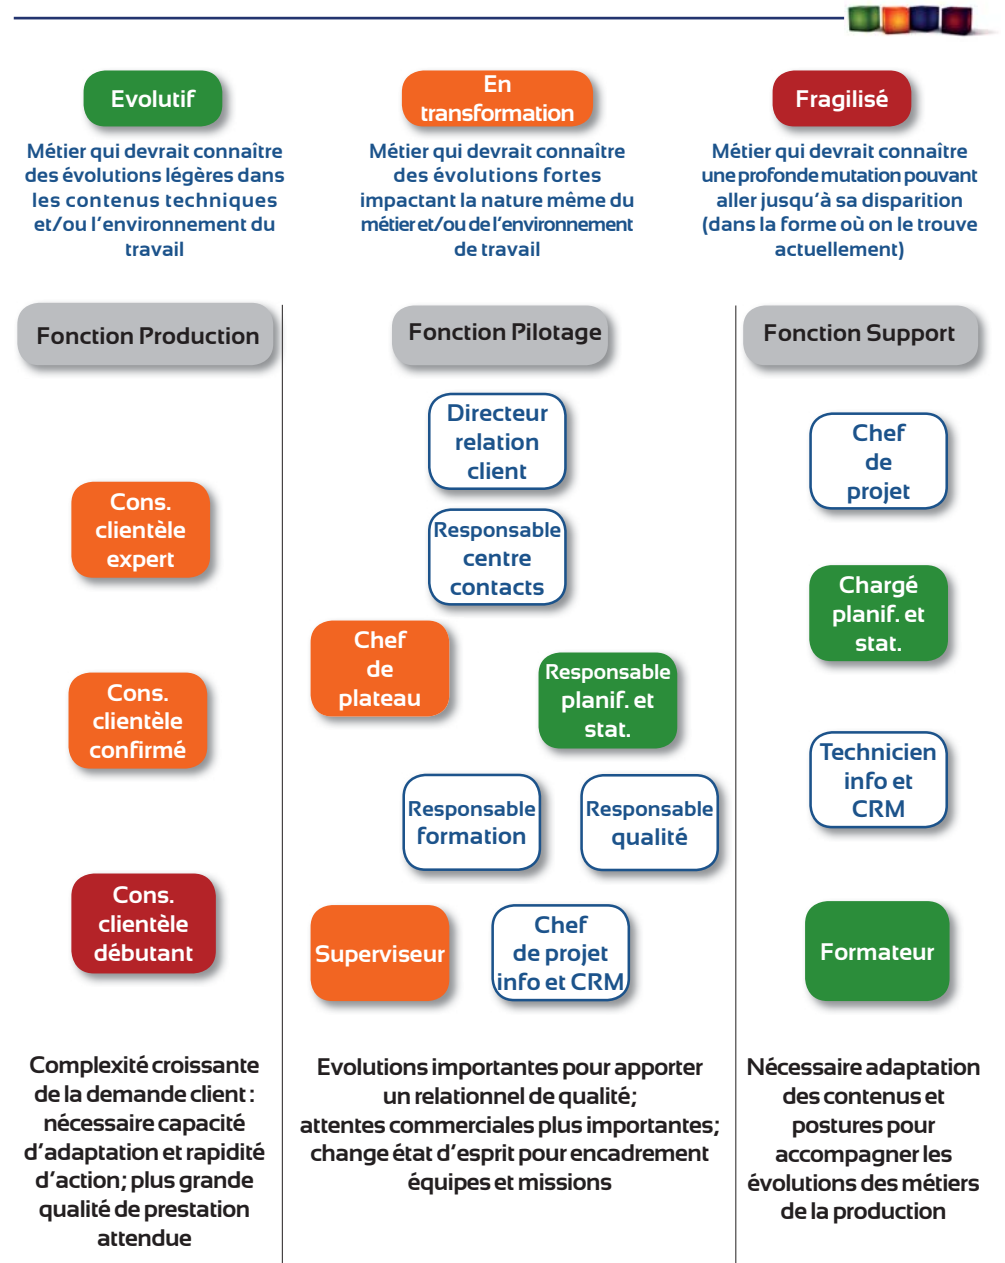 Evolutif
Métier qui devrait connaître
des évolutions légères dans
les contenus techniques
et/ou l'environnement du
travail
En
transformation
Métier qui devrait connaître
des évolutions fortes
impactant la nature même du
métier et/ou de l'environnement
de travail
Fragilisé
Métier qui devrait connaître
une profonde mutation pouvant
aller jusqu'à sa disparition
(dans la forme où on le trouve
actuellement)
Fonction Production
Cons.
clientèle
expert
Cons.
clientèle
confirmé
Cons.
clientèle
débutant
Complexité croissante
de la demande client :
nécessaire capacité
d'adaptation et rapidité
d'action; plus grande
qualité de prestation
attendue
Fonction Pilotage
Directeur
relation
client
Responsable
centre
contacts
Chef
de
plateau
Responsable
planif. et
stat.
Responsable
formation
Responsable
qualité
Superviseur
Chef
de projet
info et CRM
Evolutions importantes pour apporter
un relationnel de qualité;
attentes commerciales plus importantes;
change état d'esprit pour encadrement
équipes et missions
Fonction Support
Chef
de
projet
Chargé
planif. et
stat.
Technicien
info et
CRM
Formateur
Nécessaire adaptation
des contenus et
postures pour
accompagner les
évolutions des métiers
de la production